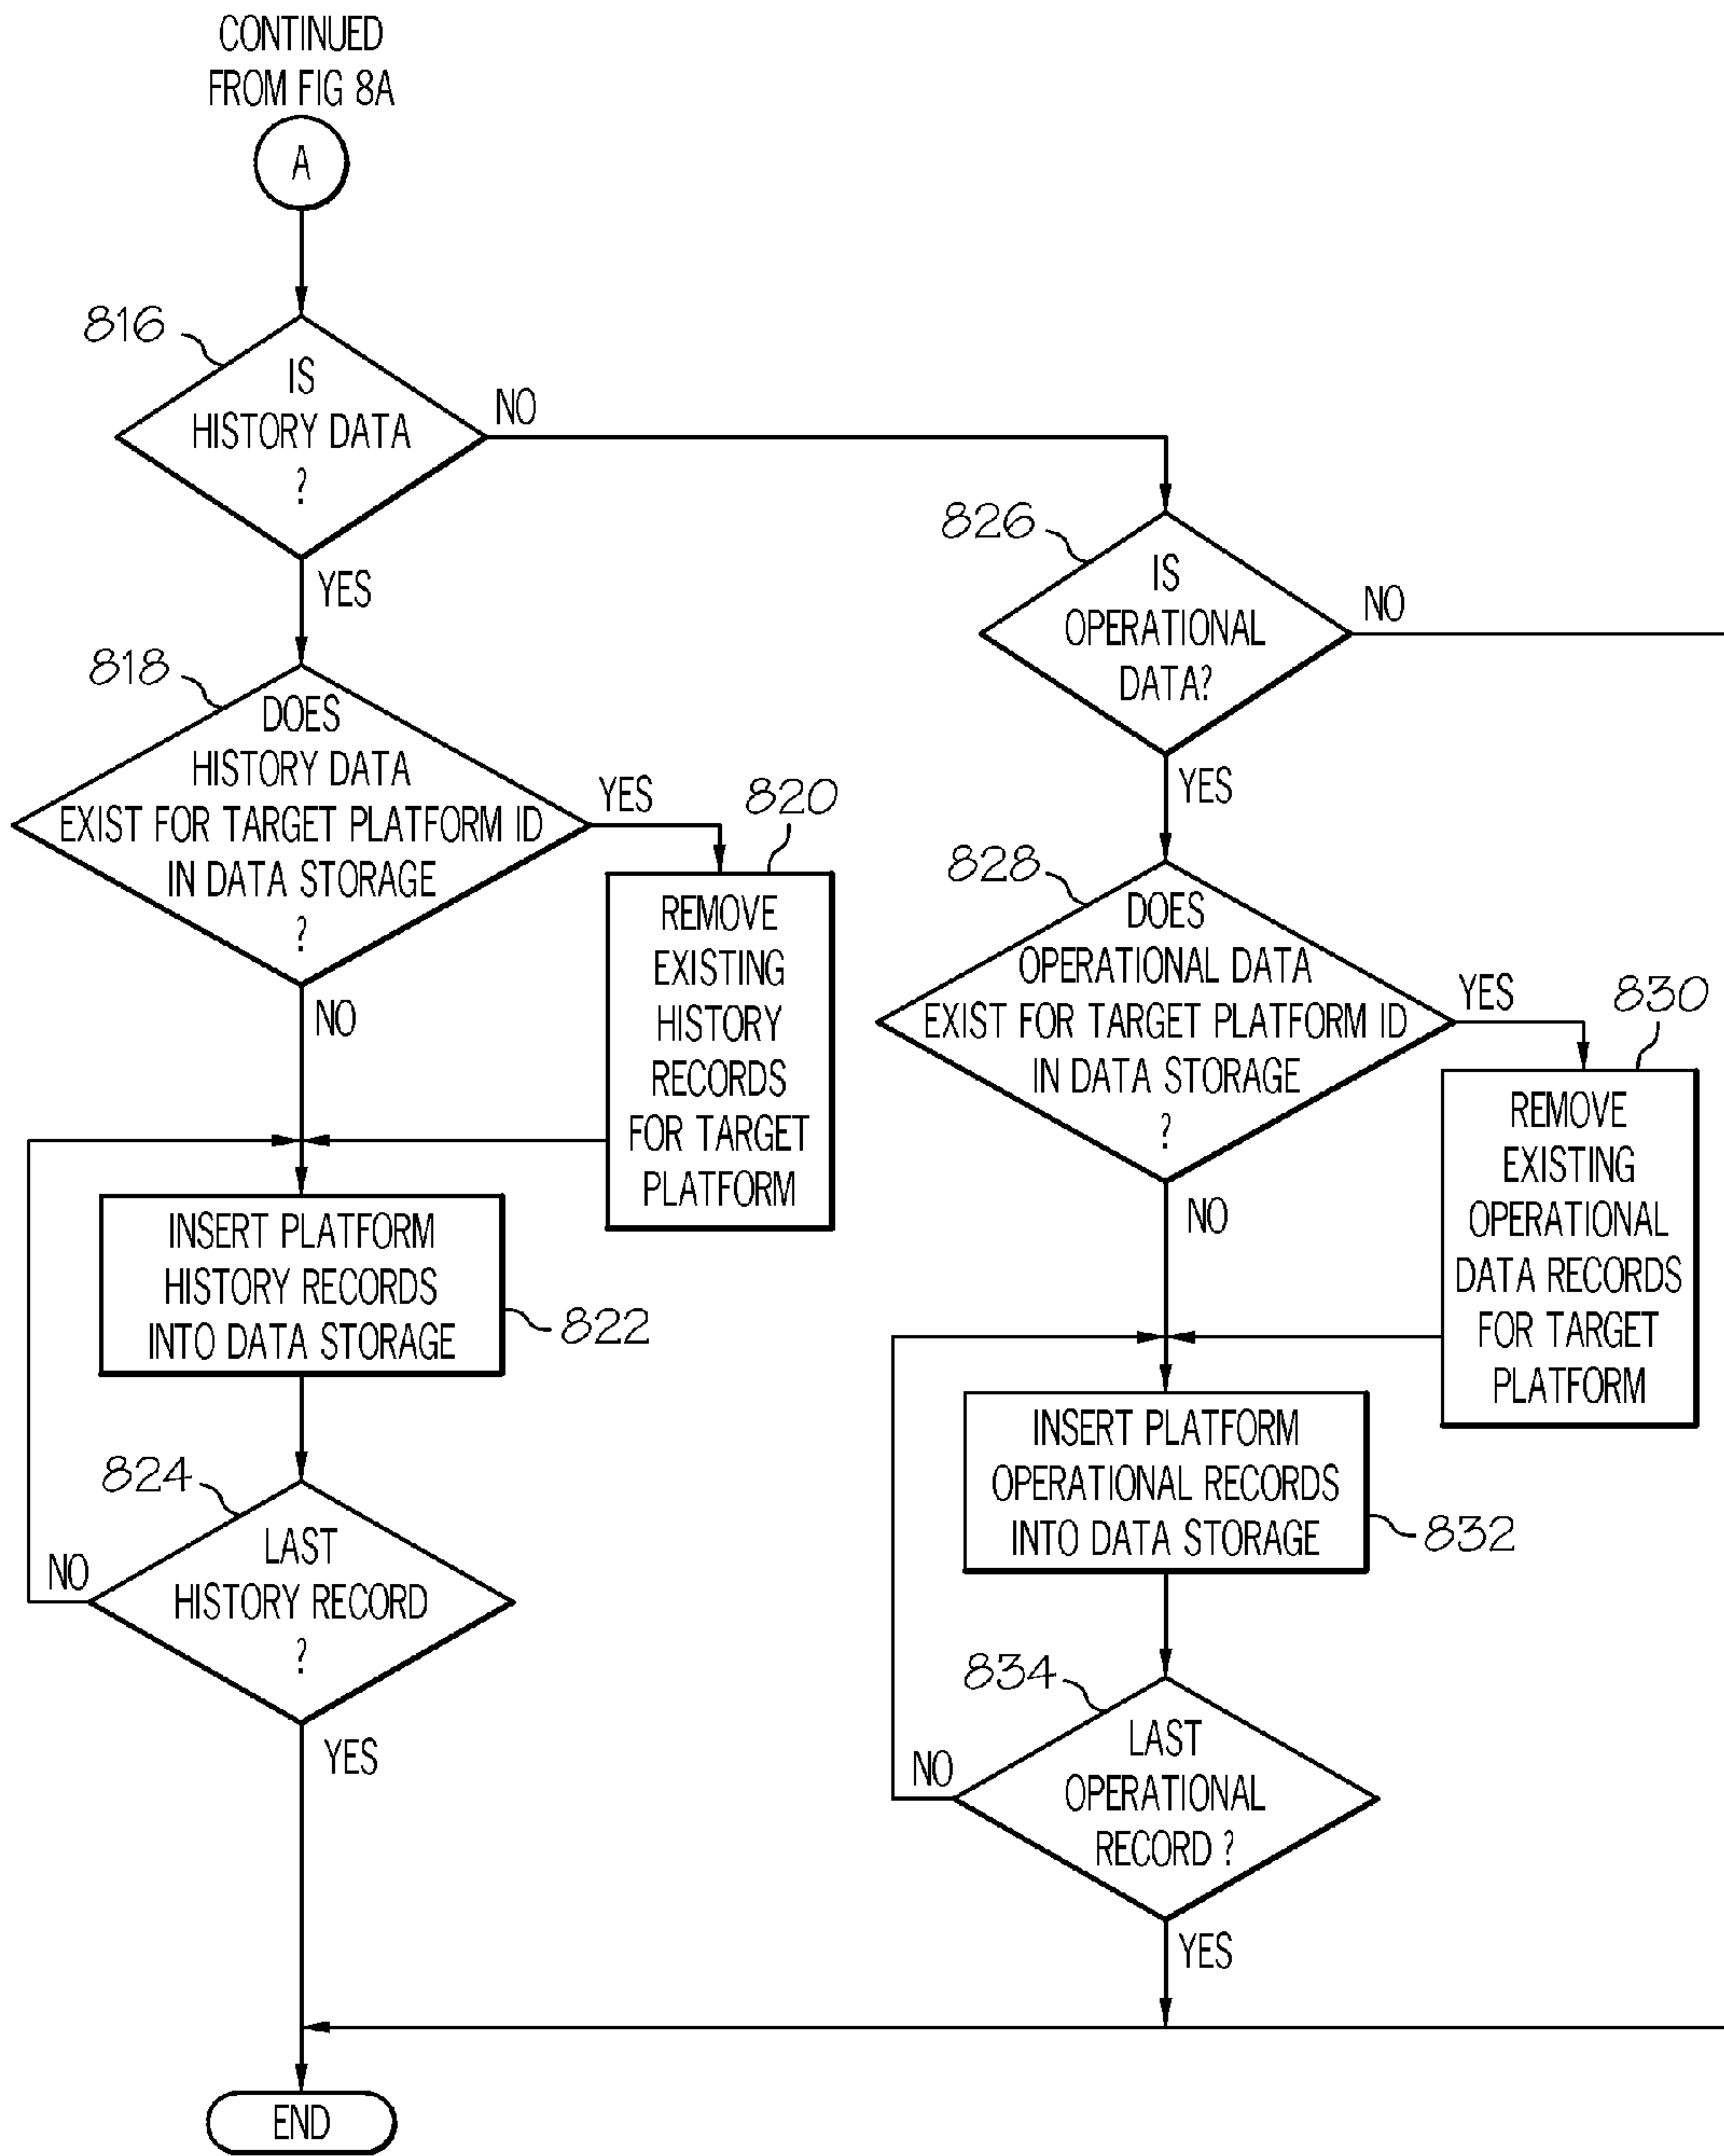 CONTINUED
FROM FIG 8A
A
816
IS
HISTORY DATA
?
NO
YES
818
DOES
HISTORY DATA
EXIST FOR TARGET PLATFORM ID
IN DATA STORAGE
?
YES
820
REMOVE
EXISTING
HISTORY
RECORDS
FOR TARGET
PLATFORM
NO
INSERT PLATFORM
HISTORY RECORDS
INTO DATA STORAGE
822
824
LAST
HISTORY RECORD
?
NO
YES
826
IS
OPERATIONAL
DATA?
NO
YES
828
DOES
OPERATIONAL DATA
EXIST FOR TARGET PLATFORM ID
IN DATA STORAGE
?
YES
830
REMOVE
EXISTING
OPERATIONAL
DATA RECORDS
FOR TARGET
PLATFORM
NO
INSERT PLATFORM
OPERATIONAL RECORDS
INTO DATA STORAGE
832
834
LAST
OPERATIONAL
RECORD ?
NO
YES
END